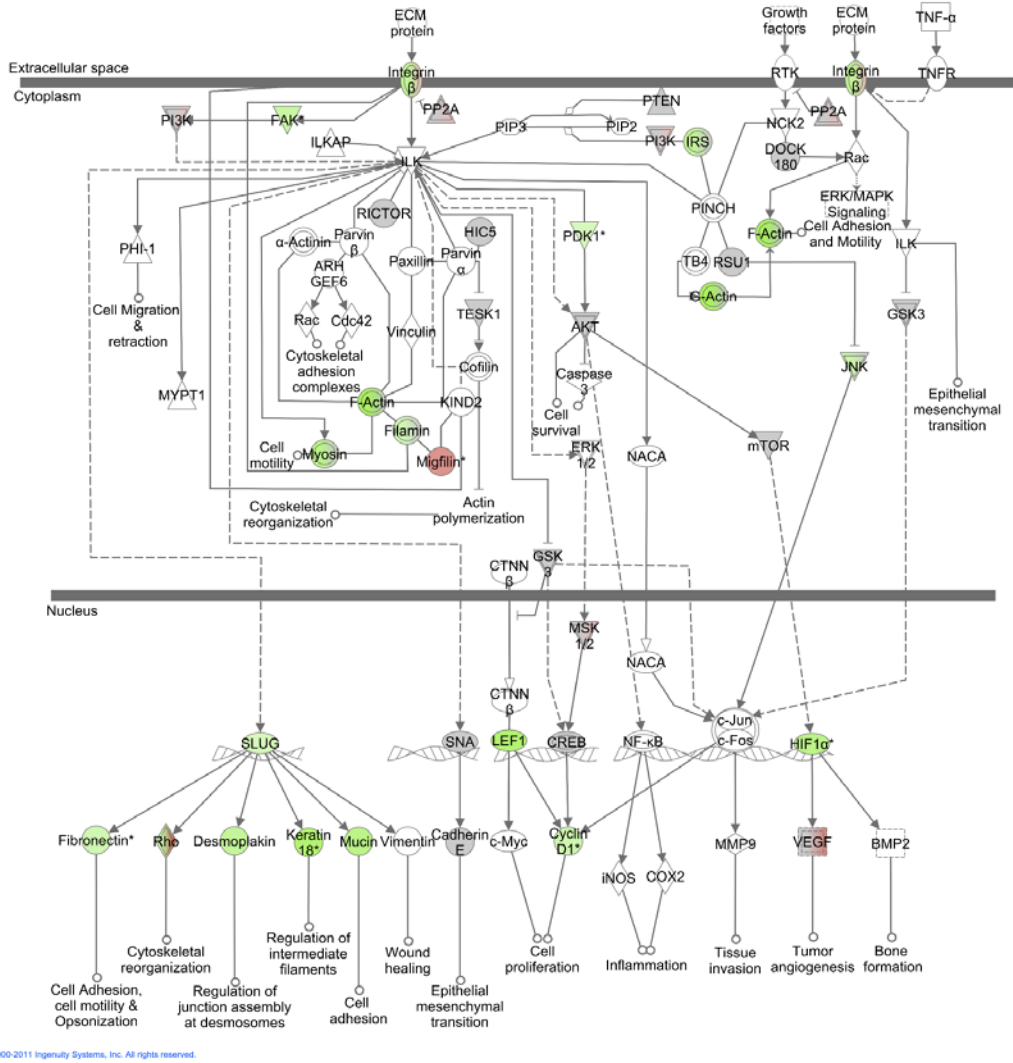 ECM
protein
Growth
factors
ECM
protein
TNF-α
Extracellular space
Integrin
β
RTK
Integrin
β
TNFR
Cytoplasm
PI3K
FAK*
PP2A
PTEN
PP2A
NCK2
ILKAP
PIP3
PIP2
PI3K
IRS
DOCK
180
Rac
ILK
ERK/MAPK
Signaling
Cell Adhesion
and Motility
RICTOR
PINCH
F-Actin
PHI-1
α-Actinin
Parvin
β
HIC5
PDK1*
ILK
Paxillin
Parvin
α
TB4
RSU1
ARH
GEF6
G-Actin
Cell Migration
&
retraction
Rac
Cdc42
TESK1
AKT
GSK3
Vinculin
Cytoskeletal
adhesion
complexes
Cofilin
Caspase
3
JNK
MYPT1
F-Actin
KIND2
Cell
survival
Epithelial
mesenchymal
transition
Filamin
Cell
motility
Myosin
Migfilin*
ERK
1/2
NACA
mTOR
Cytoskeletal
reorganization
Actin
polymerization
CTNN
β
GSK
3
Nucleus
MSK
1/2
NACA
CTNN
β
c-Jun
c-Fos
SLUG
SNA
LEF1
CREB
NF-κB
HIF1α*
Fibronectin*
Rho
Desmoplakin
Keratin
18*
Mucin
Vimentin
Cadherin
E
c-Myc
Cyclin
D1*
MMP9
VEGF
BMP2
iNOS
COX2
Cytoskeletal
reorganization
Regulation of
intermediate
filaments
Wound
healing
Cell
proliferation
Inflammation
Tissue
invasion
Tumor
angiogenesis
Bone
formation
Cell Adhesion,
cell motility &
Opsonization
Regulation of
junction assembly
at desmosomes
Cell
adhesion
Epithelial
mesenchymal
transition
00-2011 Ingenuity Systems, Inc. All rights reserved.